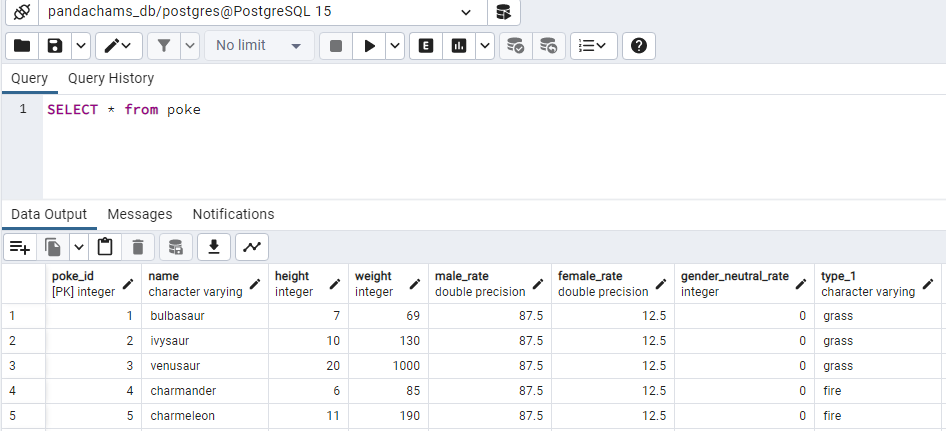 pandachams_db/postgres@PostgreSQL 15
No limit
E
Query Query History
1 SELECT * from poke
Data Output Messages Notifications
poke_id name height weight male_rate female_rate gender_neutral_rate type_1
[PK] integer character varying integer integer double precision double precision integer character varying
1 1 bulbasaur 7 69 87.5 12.5 0 grass
2 2 ivysaur 10 130 87.5 12.5 0 grass
3 3 venusaur 20 1000 87.5 12.5 0 grass
4 4 charmander 6 85 87.5 12.5 0 fire
5 5 charmeleon 11 190 87.5 12.5 0 fire